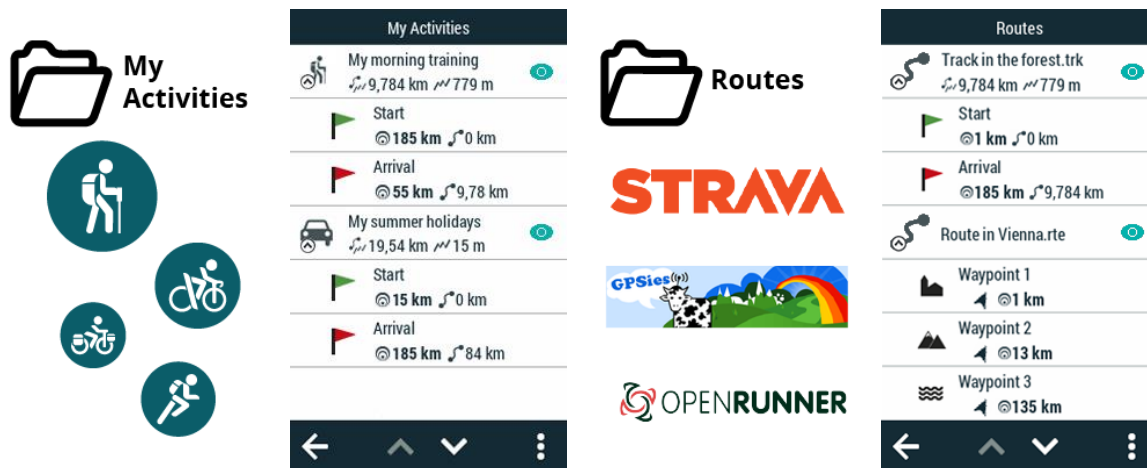 My
Activities
My Activities
My morning training
9,784 km 779 m
Start
185 km 0 km
Arrival
55 km 9,78 km
My summer holidays
19,54 km 15 m
Start
15 km 0 km
Arrival
185 km 84 km
Routes
STRAVA
GPSies
OPENRUNNER
Routes
Track in the forest.trk
9,784 km 779 m
Start
1 km 0 km
Arrival
185 km 9,784 km
Route in Vienna.rte
Waypoint 1
1 km
Waypoint 2
13 km
Waypoint 3
135 km